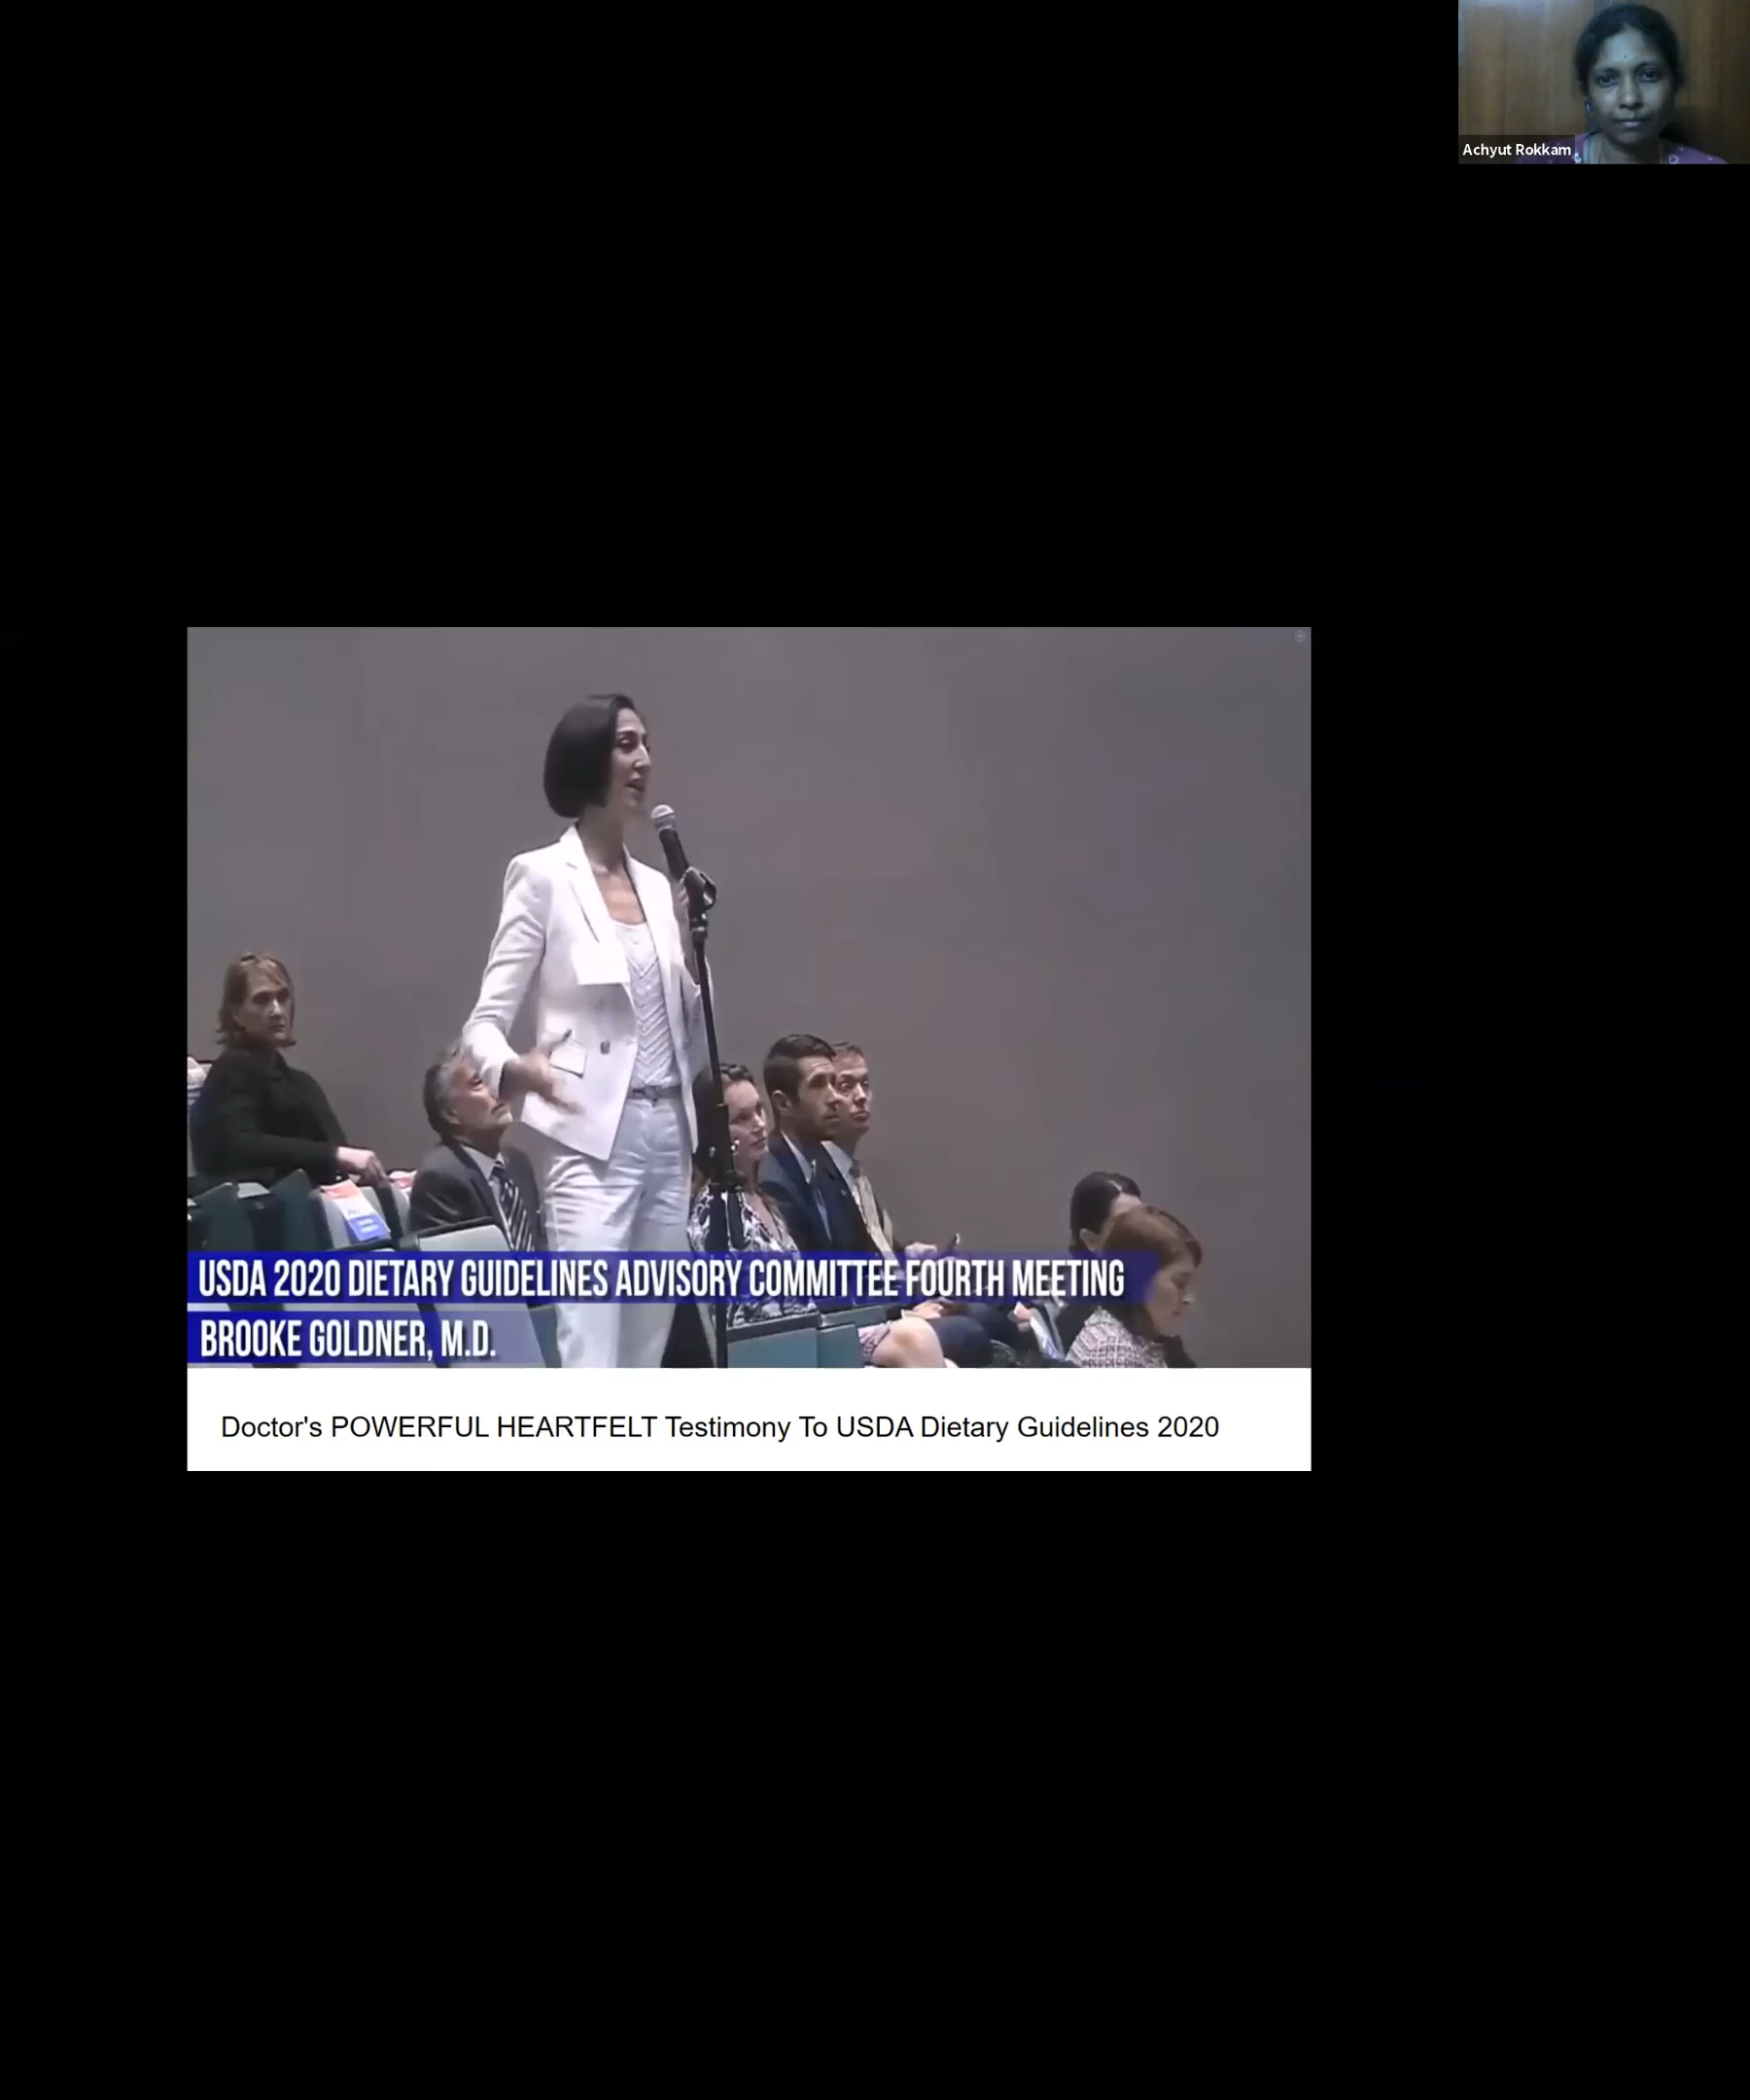 Achyut Rokkam
USDA 2020 DIETARY GUIDELINES ADVISORY COMMITTEE FOURTH MEETING
BROOKE GOLDNER, M.D.
Doctor's POWERFUL HEARTFELT Testimony To USDA Dietary Guidelines 2020